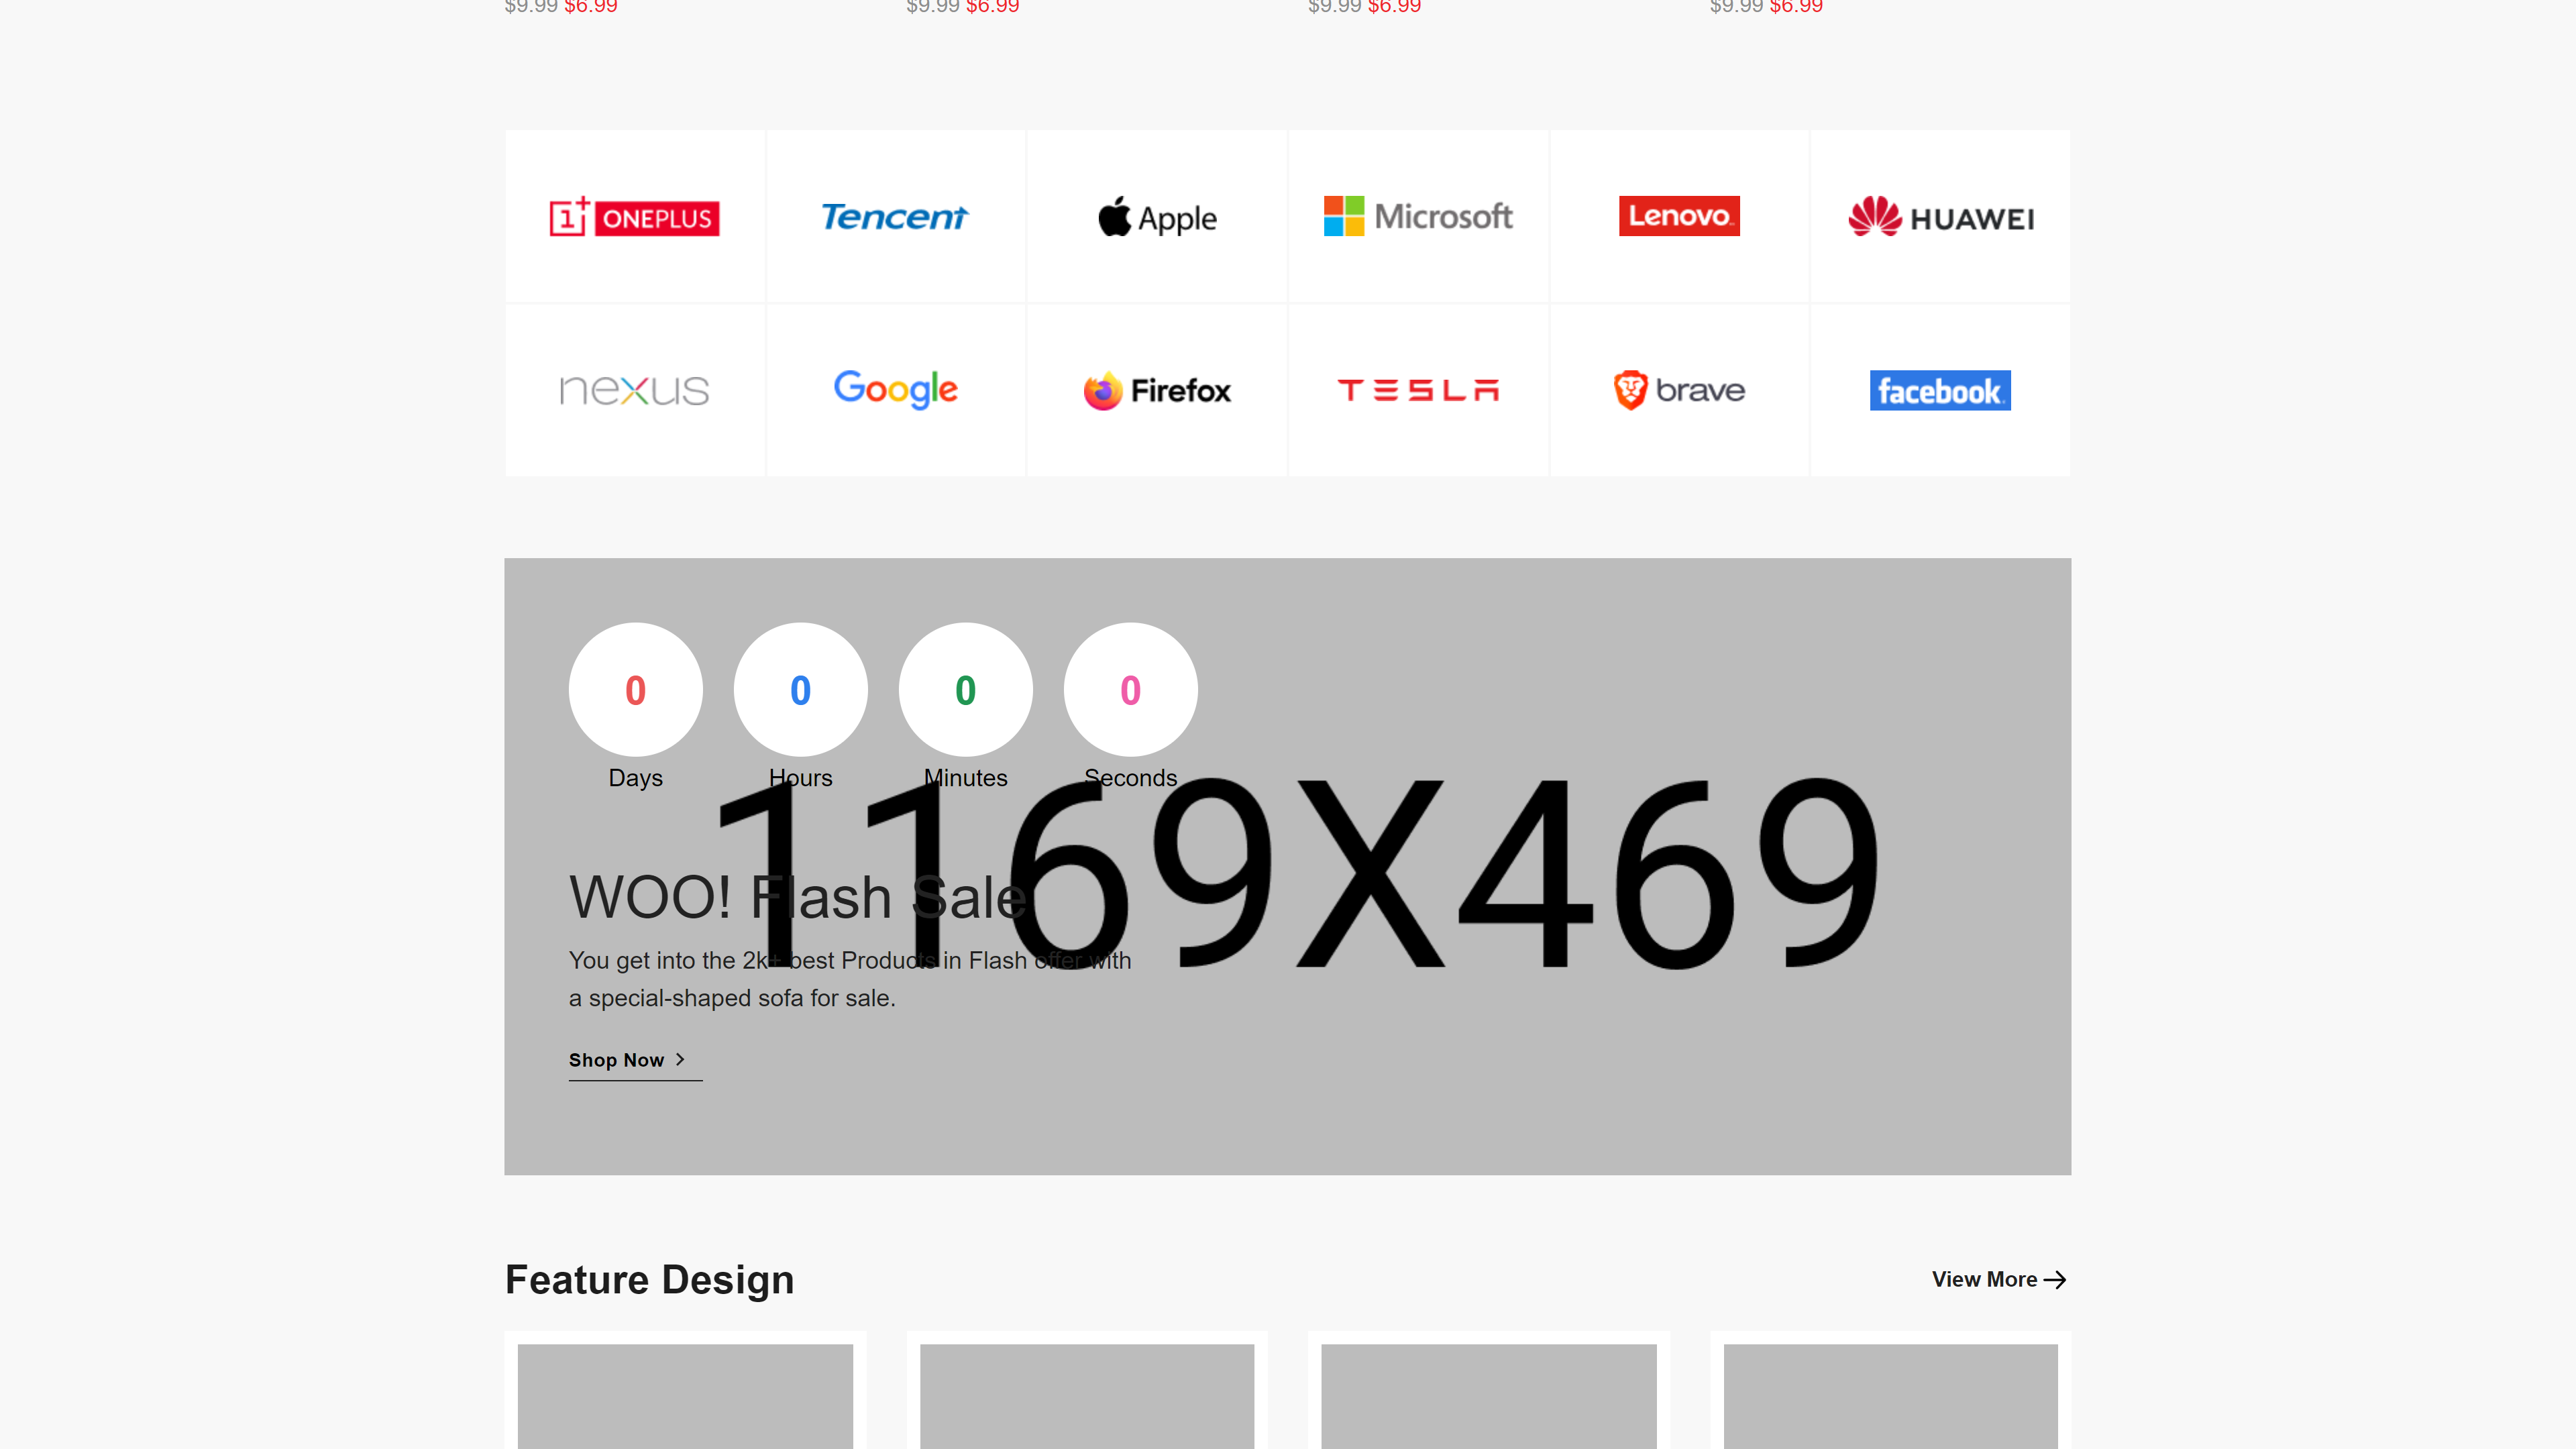 $9.99 $6.99 $9.99 $6.99 $9.99 $6.99 $9.99 $6.99
1+ ONEPLUS Tencent Apple Microsoft Lenovo HUAWEI
nexus Google Firefox TESLA brave facebook
0 0 0 0
Days Hours Minutes Seconds
1169X469
WOO! Flash Sale
You get into the 2k+ best Products in Flash offer with
a special-shaped sofa for sale.
Shop Now
Feature Design View More